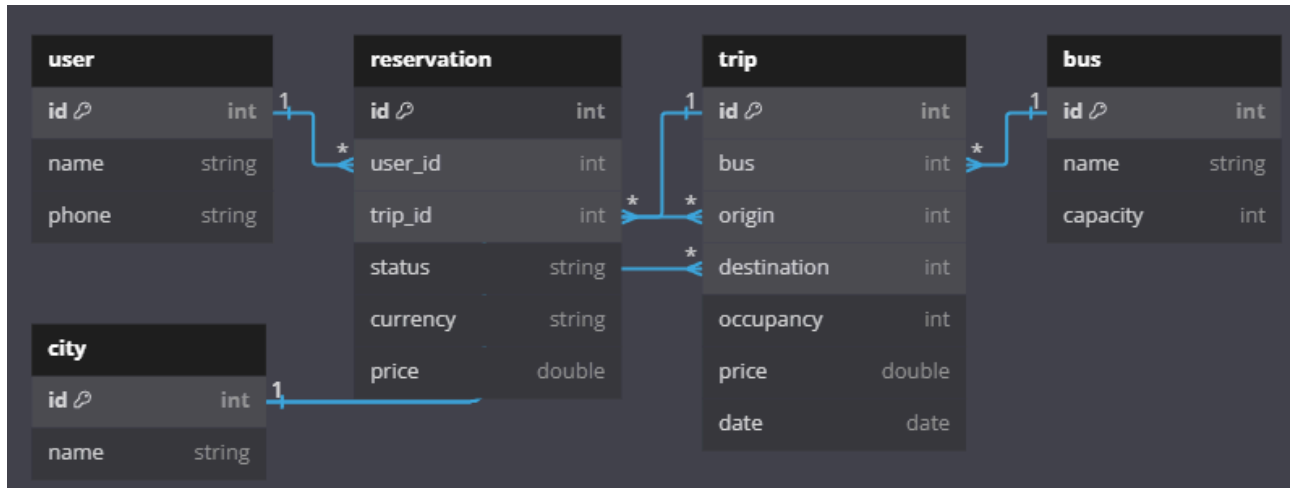 user
id int
name string
phone string
reservation
id int
user_id int
trip_id int
status string
currency string
price double
trip
id int
bus int
origin int
destination int
occupancy int
price double
date date
bus
id int
name string
capacity int
city
id int
name string
1
*
1
*
*
*
1
*
1